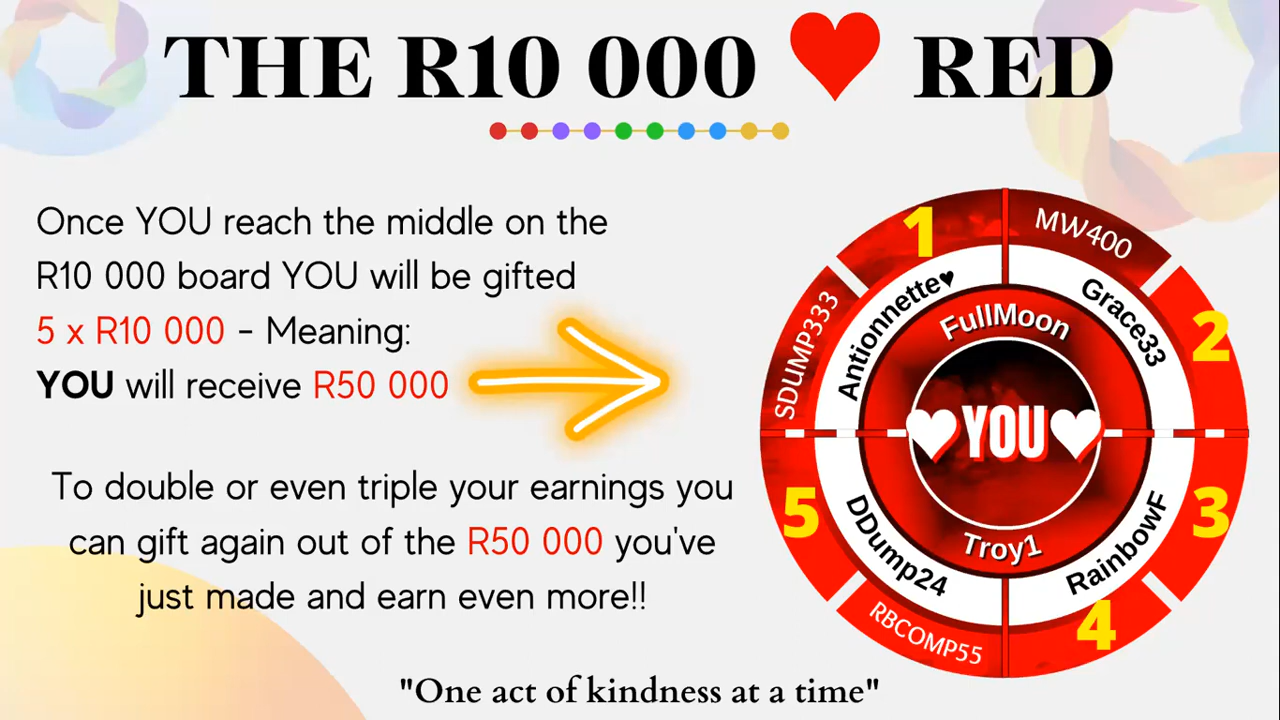 THE R10 000 ♥ RED
Once YOU reach the middle on the
R10 000 board YOU will be gifted
5 x R10 000 - Meaning:
YOU will receive R50 000
To double or even triple your earnings you
can gift again out of the R50 000 you've
just made and earn even more!!
"One act of kindness at a time"
1
MW400
2
3
4
RBCOMP55
5
SDUMP333
Antionnette♥
Grace33
RainbowF
DDump24
FullMoon
♥YOU♥
Troy1